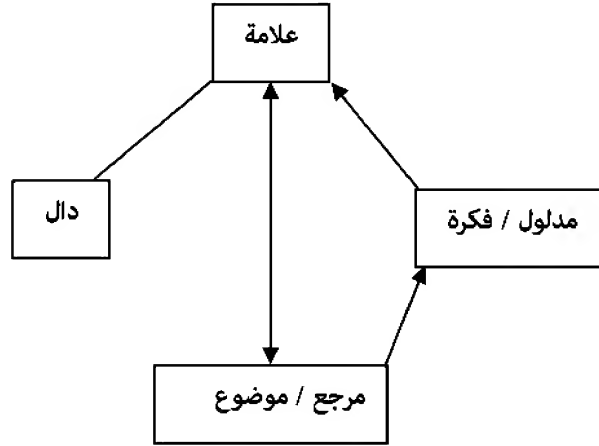 علامة
دال
مدلول / فكرة
مرجع / موضوع